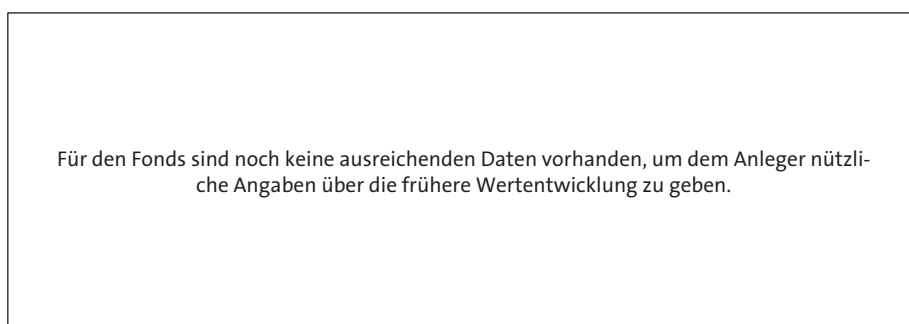 Für den Fonds sind noch keine ausreichenden Daten vorhanden, um dem Anleger nützli-
che Angaben über die frühere Wertentwicklung zu geben.